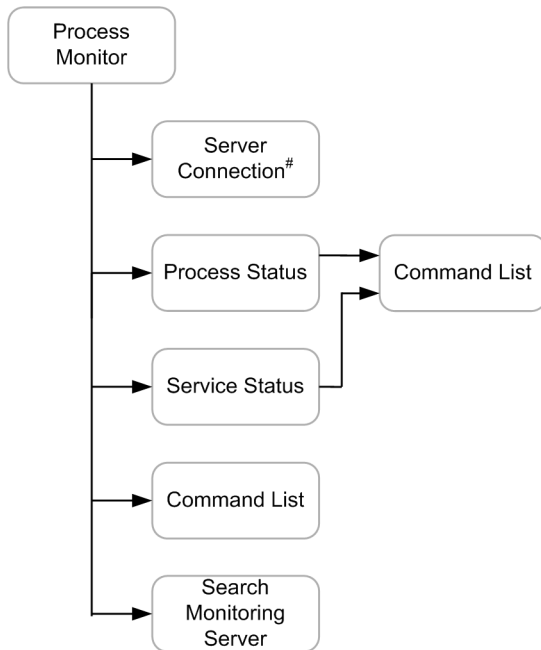 Process
Monitor
Server
Connection#
Process Status
Command List
Service Status
Command List
Search
Monitoring
Server